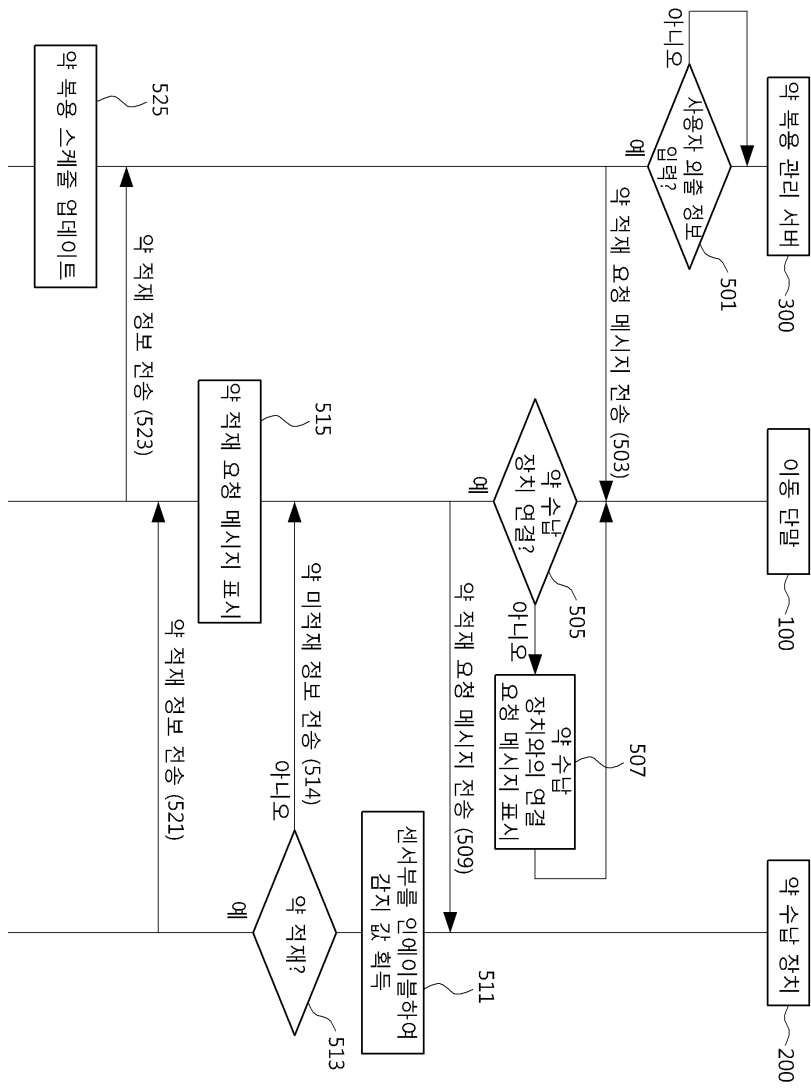 약 복용 관리 서버
300
이동 단말
100
약 수납 장치
200
사용자 외출 정보
입력?
501
아니오
예
약 적재 요청 메시지 전송 (503)
약 수납
장치 연결?
505
아니오
예
약 수납
장치와의 연결
요청 메시지 표시
507
약 적재 요청 메시지 전송 (509)
센서부를 인에이블하여
감지 값 획득
511
약 적재?
513
아니오
예
약 미적재 정보 전송 (514)
약 적재 요청 메시지 표시
515
약 적재 정보 전송 (521)
약 적재 정보 전송 (523)
약 복용 스케줄 업데이트
525